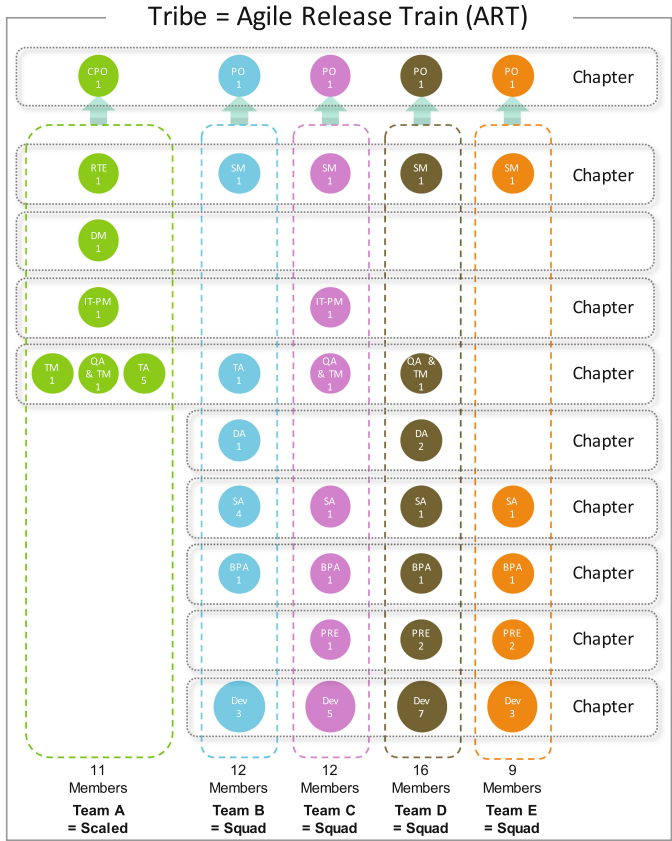 Tribe = Agile Release Train (ART)
CPO
1
PO
1
PO
1
PO
1
PO
1
Chapter
RTE
1
SM
1
SM
1
SM
1
SM
1
Chapter
DM
1
IT-PM
1
IT-PM
1
Chapter
TM
1
QA
& TM
1
TA
5
TA
1
QA
& TM
1
QA &
TM
1
Chapter
DA
1
DA
2
Chapter
SA
4
SA
1
SA
1
SA
1
Chapter
BPA
1
BPA
1
BPA
1
BPA
1
Chapter
PRE
1
PRE
2
PRE
2
Chapter
Dev
3
Dev
5
Dev
7
Dev
3
Chapter
11
Members
Team A
= Scaled
12
Members
Team B
= Squad
12
Members
Team C
= Squad
16
Members
Team D
= Squad
9
Members
Team E
= Squad